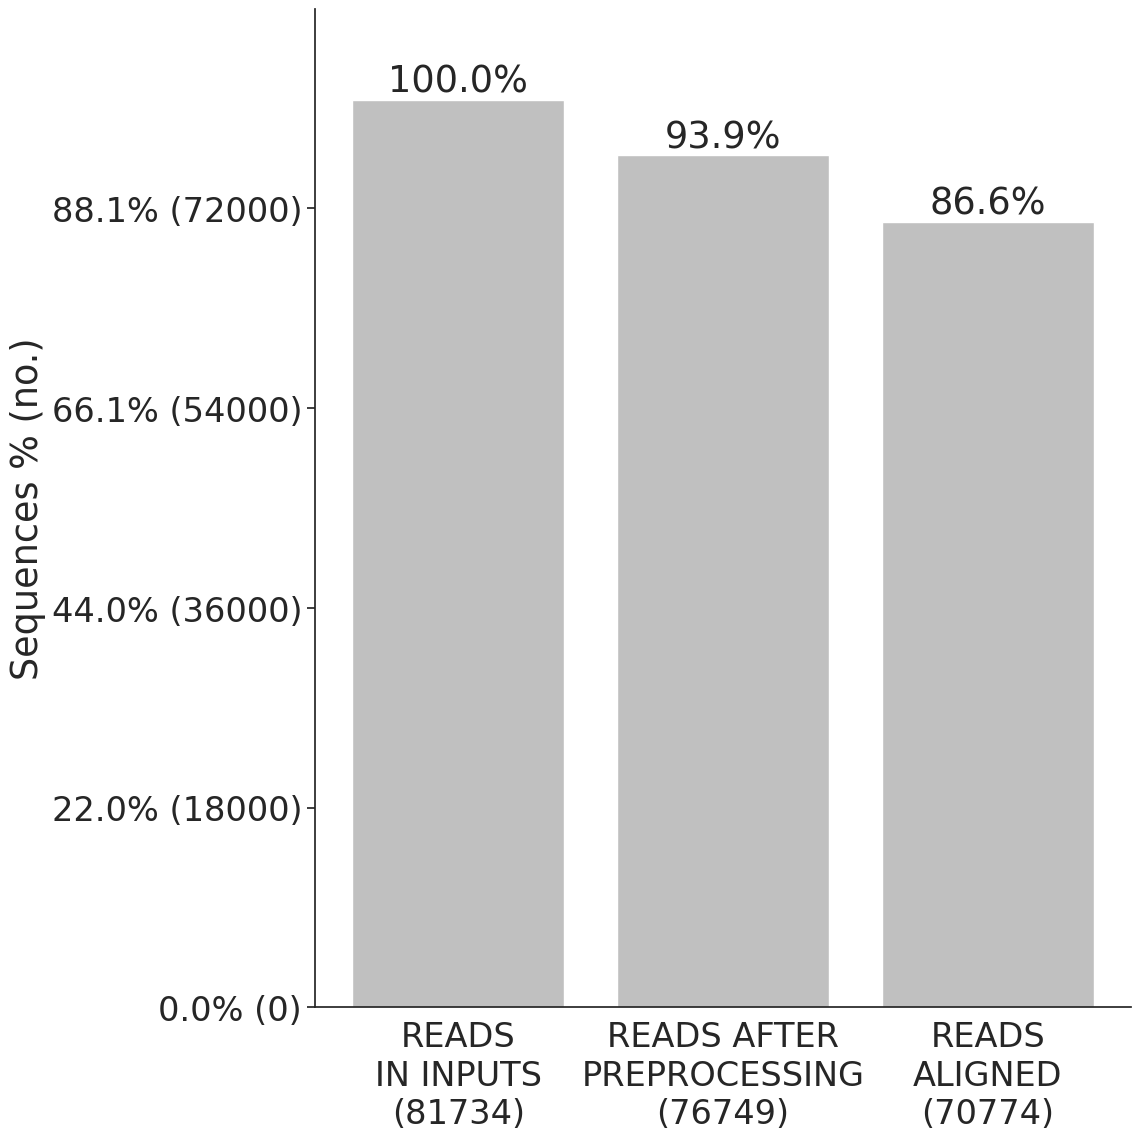 100.0%
93.9%
86.6%
Sequences % (no.)
88.1% (72000)
66.1% (54000)
44.0% (36000)
22.0% (18000)
0.0% (0)
READS
IN INPUTS
(81734)
READS AFTER
PREPROCESSING
(76749)
READS
ALIGNED
(70774)